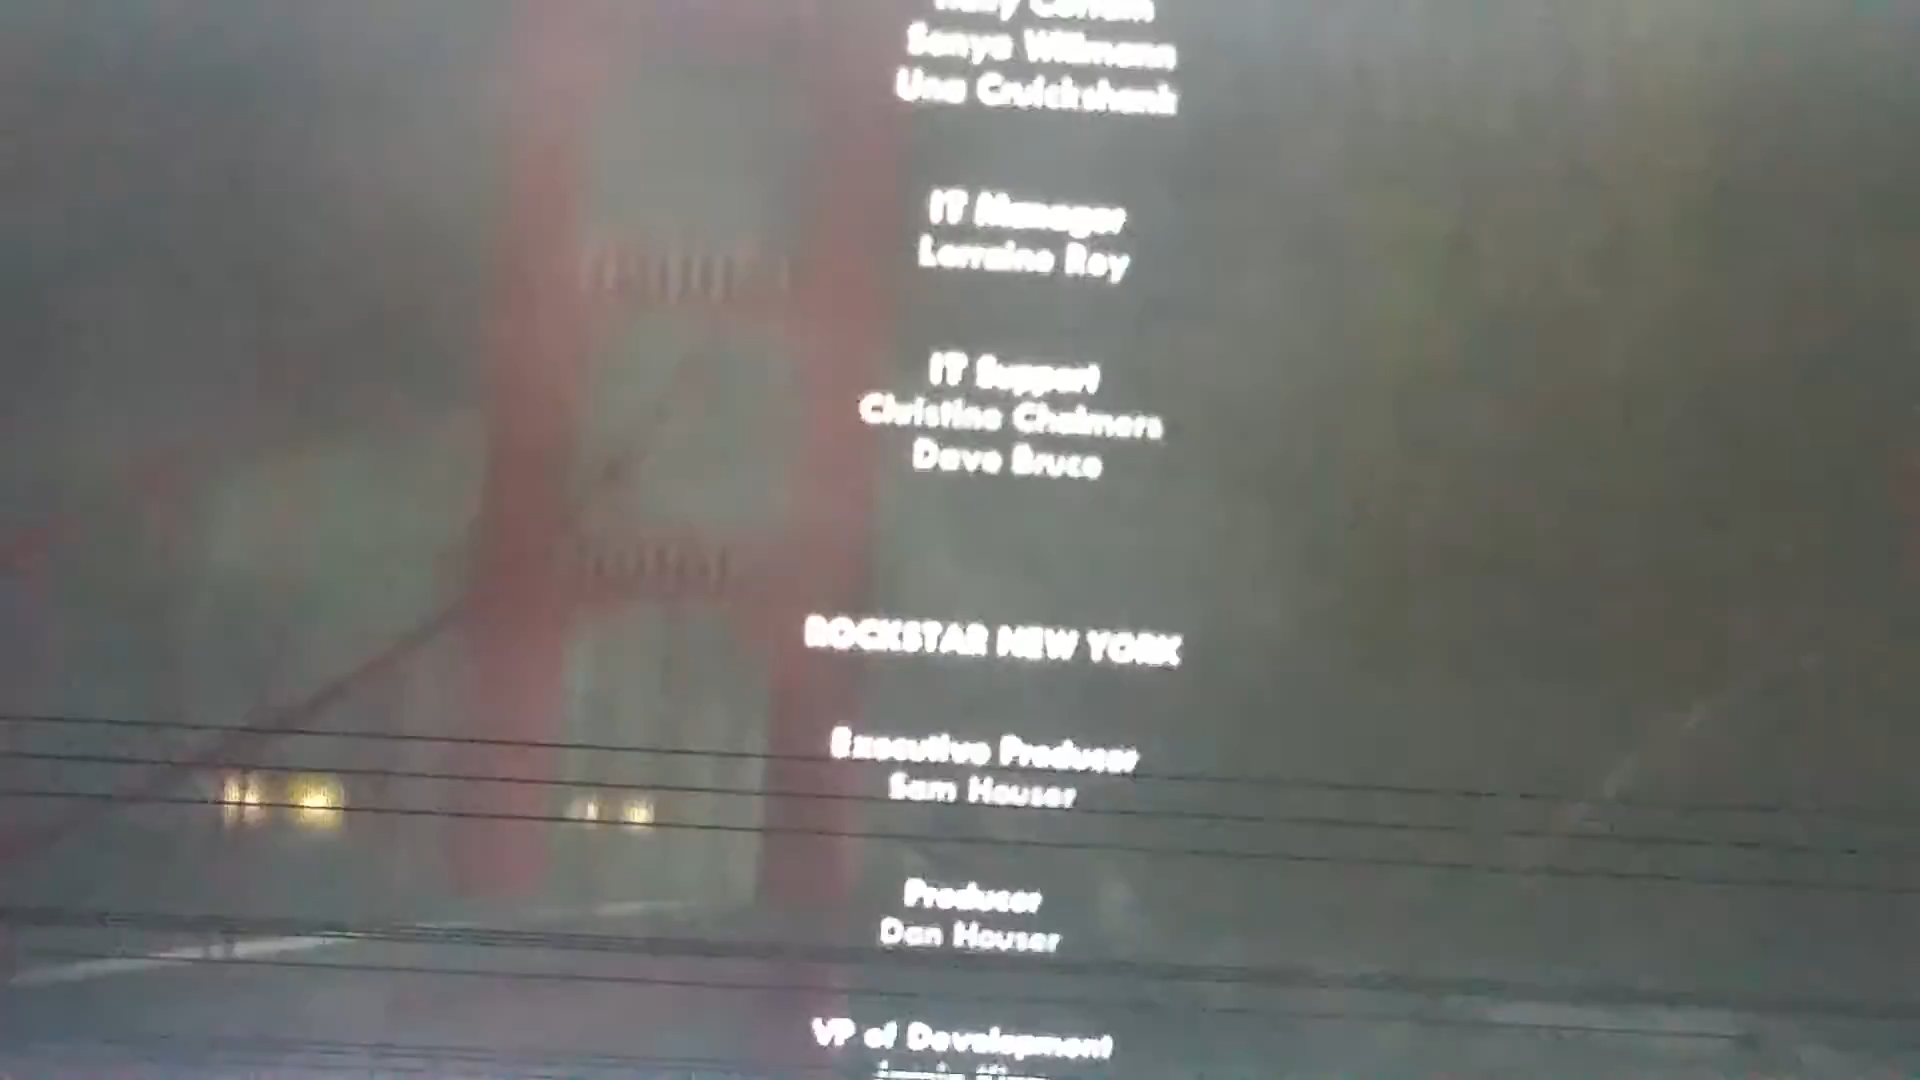 Sanya Willmann
Una Cruickshank
IT Manager
Lorraine Roy
IT Support
Christine Chalmers
Dave Bruce
ROCKSTAR NEW YORK
Executive Producer
Sam Houser
Producer
Dan Houser
VP of Development